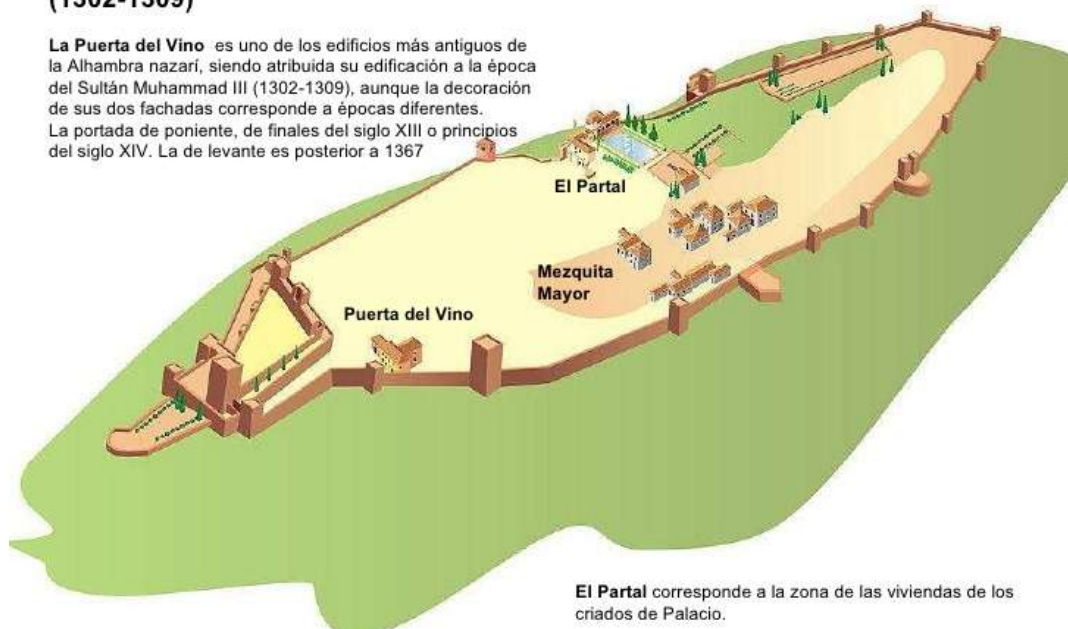 (1302-1309)
La Puerta del Vino es uno de los edificios más antiguos de
la Alhambra nazarí, siendo atribuida su edificación a la época
del Sultán Muhammad III (1302-1309), aunque la decoración
de sus dos fachadas corresponde a épocas diferentes.
La portada de poniente, de finales del siglo XIII o principios
del siglo XIV. La de levante es posterior a 1367
El Partal
Mezquita
Mayor
Puerta del Vino
El Partal corresponde a la zona de las viviendas de los
criados de Palacio.